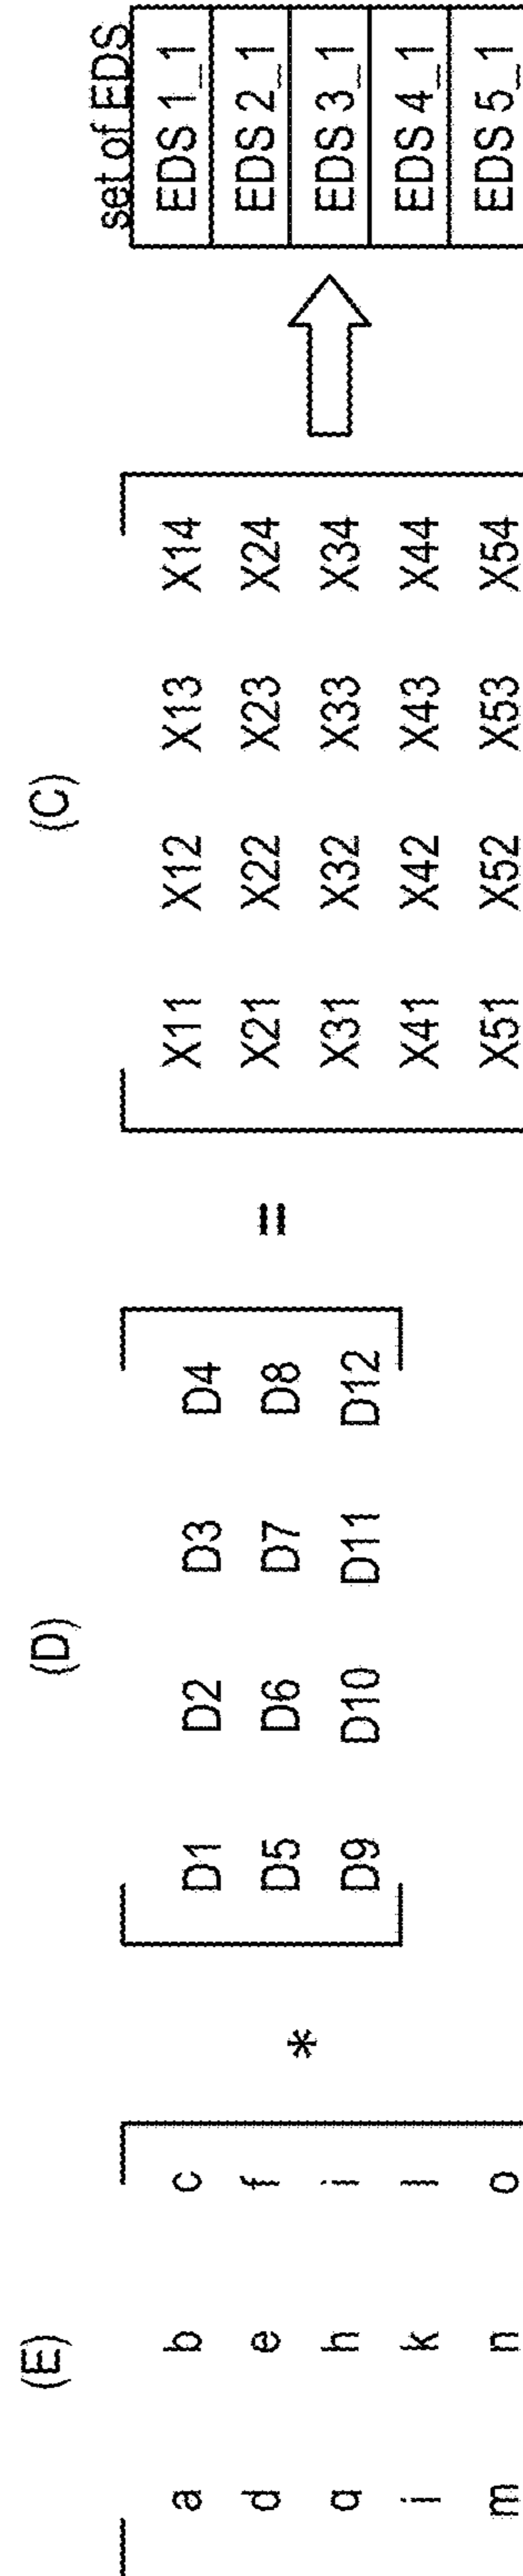 (E)
a b c
d e f
h
k
m n o
*
(D)
D1 D2 D3 D4
D5 D6 D7 D8
D9 D10 D11 D12
=
(C)
X11 X12 X13 X14
X21 X22 X23 X24
X31 X32 X33 X34
X41 X42 X43 X44
X51 X52 X53 X54
set of EDS
EDS 1_1
EDS 2_1
EDS 3_1
EDS 4_1
EDS 5_1